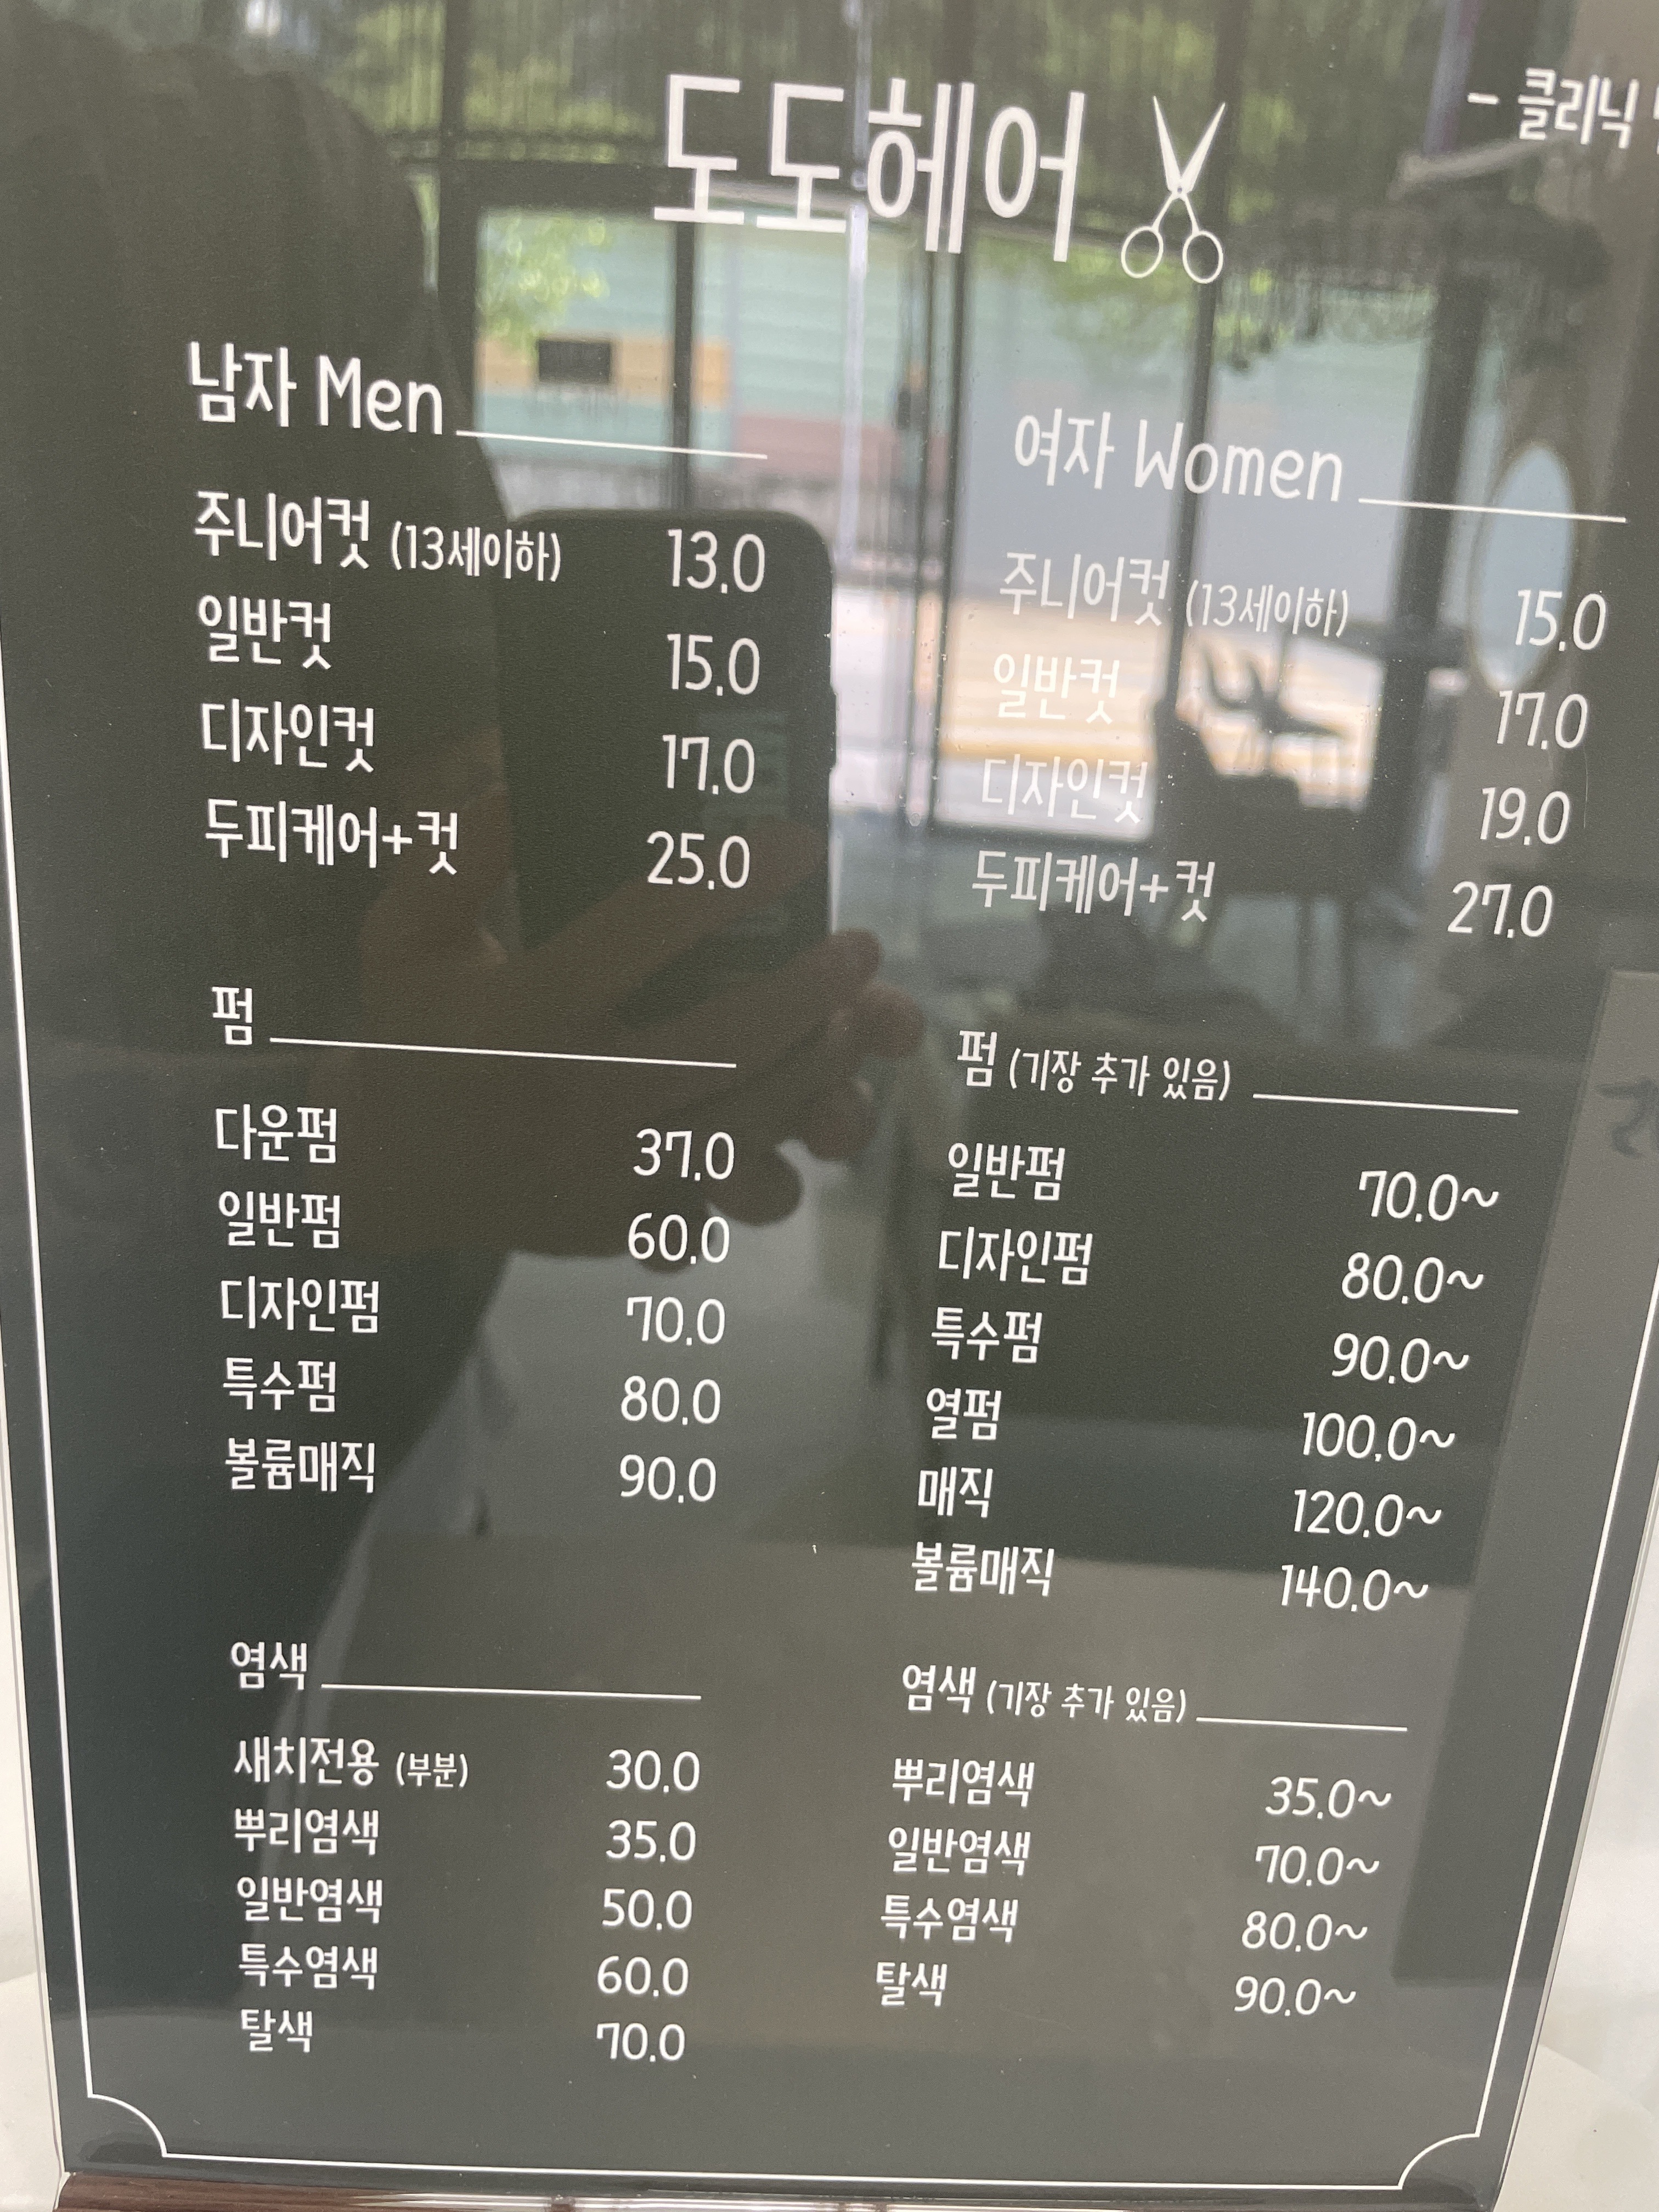 도도헤어
- 클리닉
남자 Men
주니어컷 (13세이하) 13.0
일반컷 15.0
디자인컷 17.0
두피케어+컷 25.0
펌
다운펌 37.0
일반펌 60.0
디자인펌 70.0
특수펌 80.0
볼륨매직 90.0
염색
새치전용 (부분) 30.0
뿌리염색 35.0
일반염색 50.0
특수염색 60.0
탈색 70.0
여자 Women
주니어컷 (13세이하) 15.0
일반컷 17.0
디자인컷 19.0
두피케어+컷 27.0
펌 (기장 추가 있음)
일반펌 70.0~
디자인펌 80.0~
특수펌 90.0~
열펌 100.0~
매직 120.0~
볼륨매직 140.0~
염색 (기장 추가 있음)
뿌리염색 35.0~
일반염색 70.0~
특수염색 80.0~
탈색 90.0~